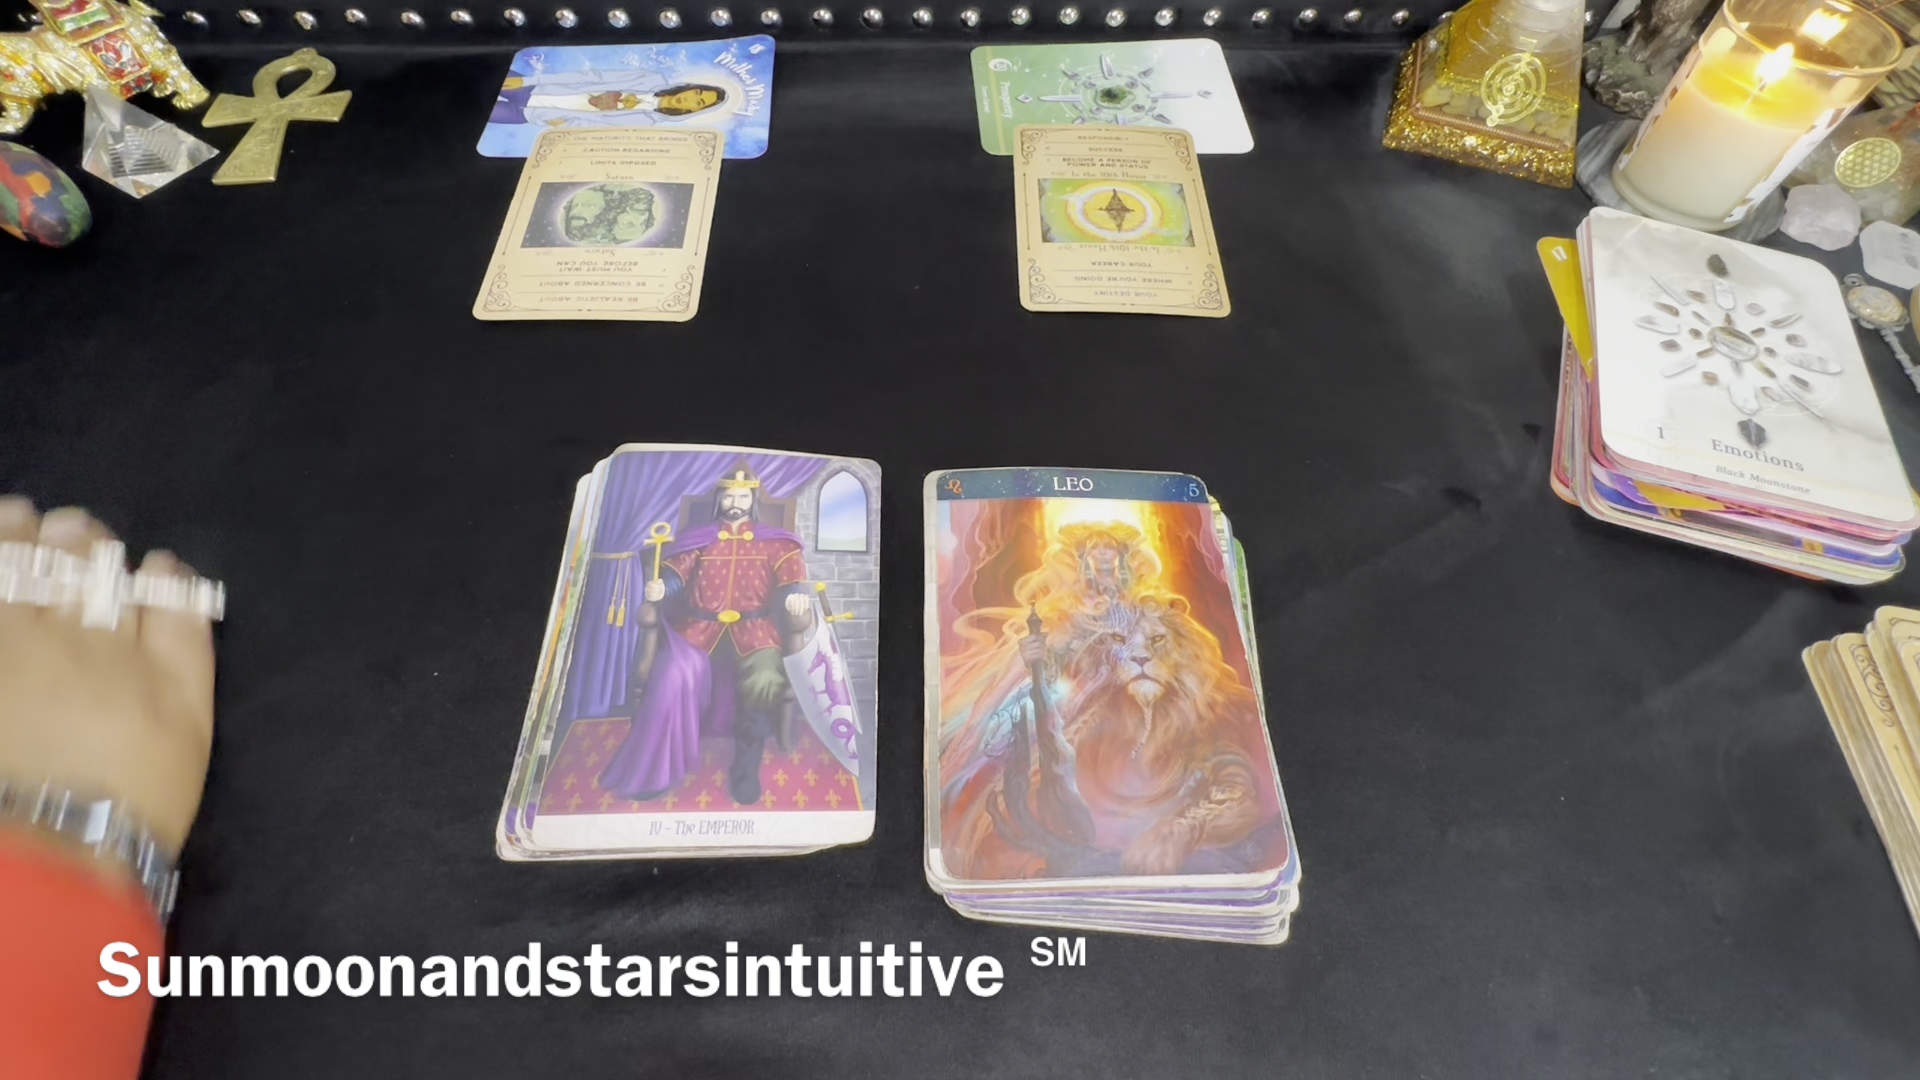 Mother Mary
Prosperity
THE MATURITY THAT BRINGS
CAUTION REGARDING
LIMITS IMPOSED
Saturn
Saturn
YOU MUST WAIT
BEFORE YOU CAN
BE CONCERNED ABOUT
BE REALISTIC ABOUT
RESPONSIBLY
SUCCESS
BECOME A PERSON OF
POWER AND STATUS
In the 10th House
In the 10th House
YOUR CAREER
WHERE YOU'RE GOING
YOUR DESTINY
1
Emotions
Black Moonstone
IV - The EMPEROR
♌ LEO 5
Sunmoonandstarsintuitive SM